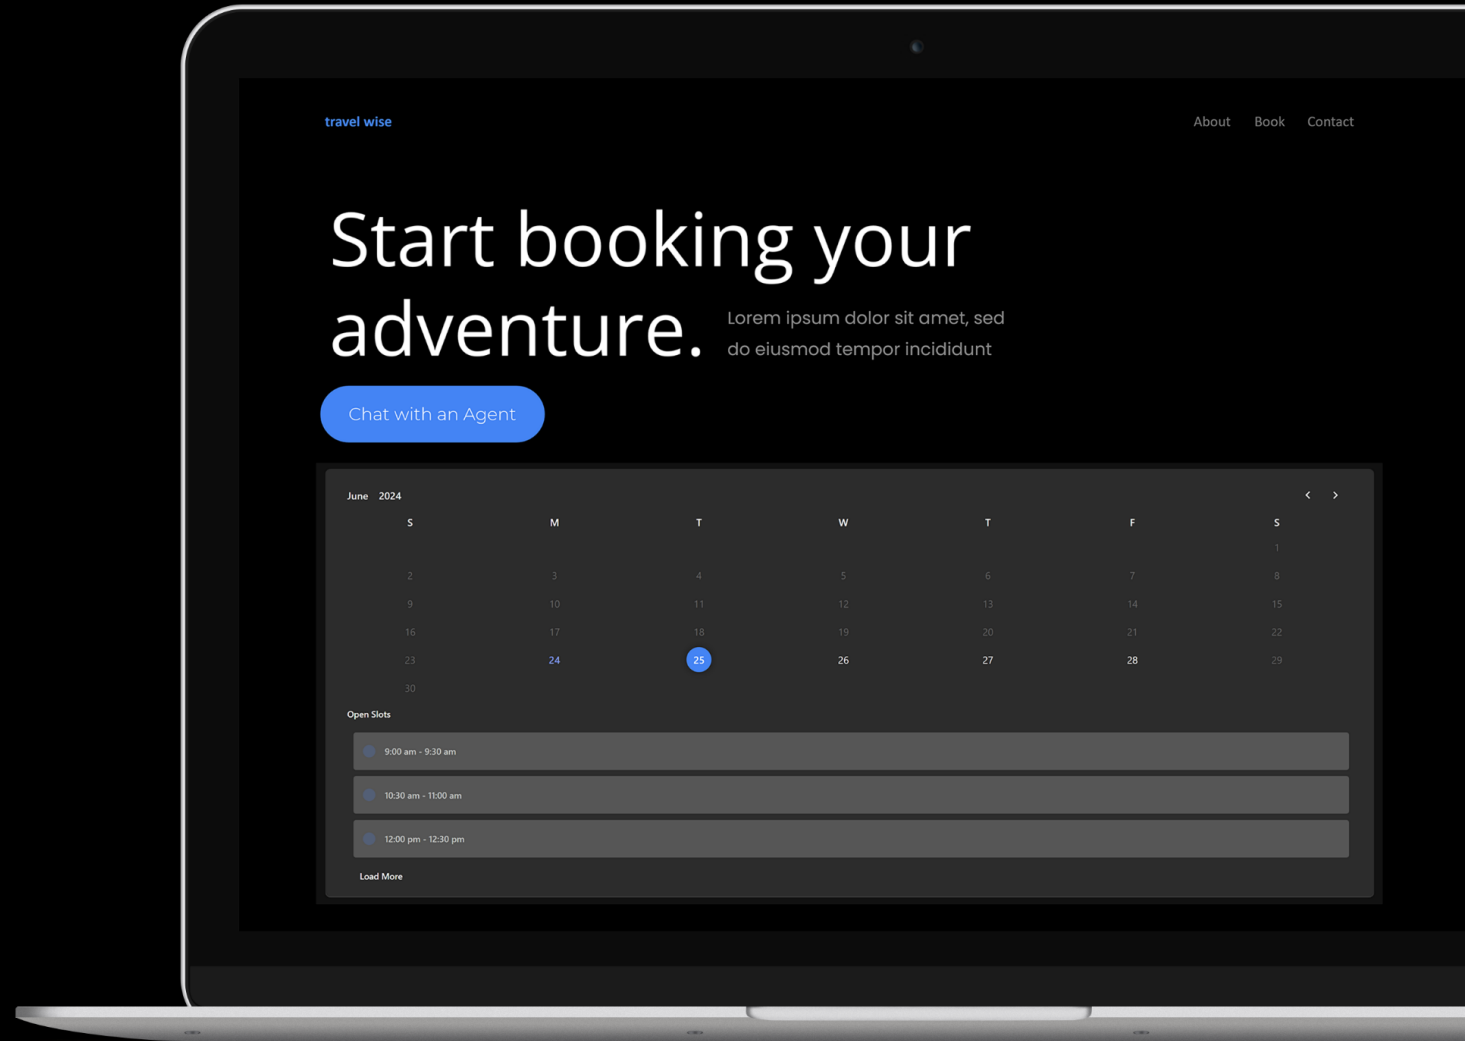 travel wise
About Book Contact
Start booking your
adventure.
Lorem ipsum dolor sit amet, sed
do eiusmod tempor incididunt
Chat with an Agent
June 2024
S M T W T F S
1
2 3 4 5 6 7 8
9 10 11 12 13 14 15
16 17 18 19 20 21 22
23 24 25 26 27 28 29
30
Open Slots
9:00 am - 9:30 am
10:30 am - 11:00 am
12:00 pm - 12:30 pm
Load More